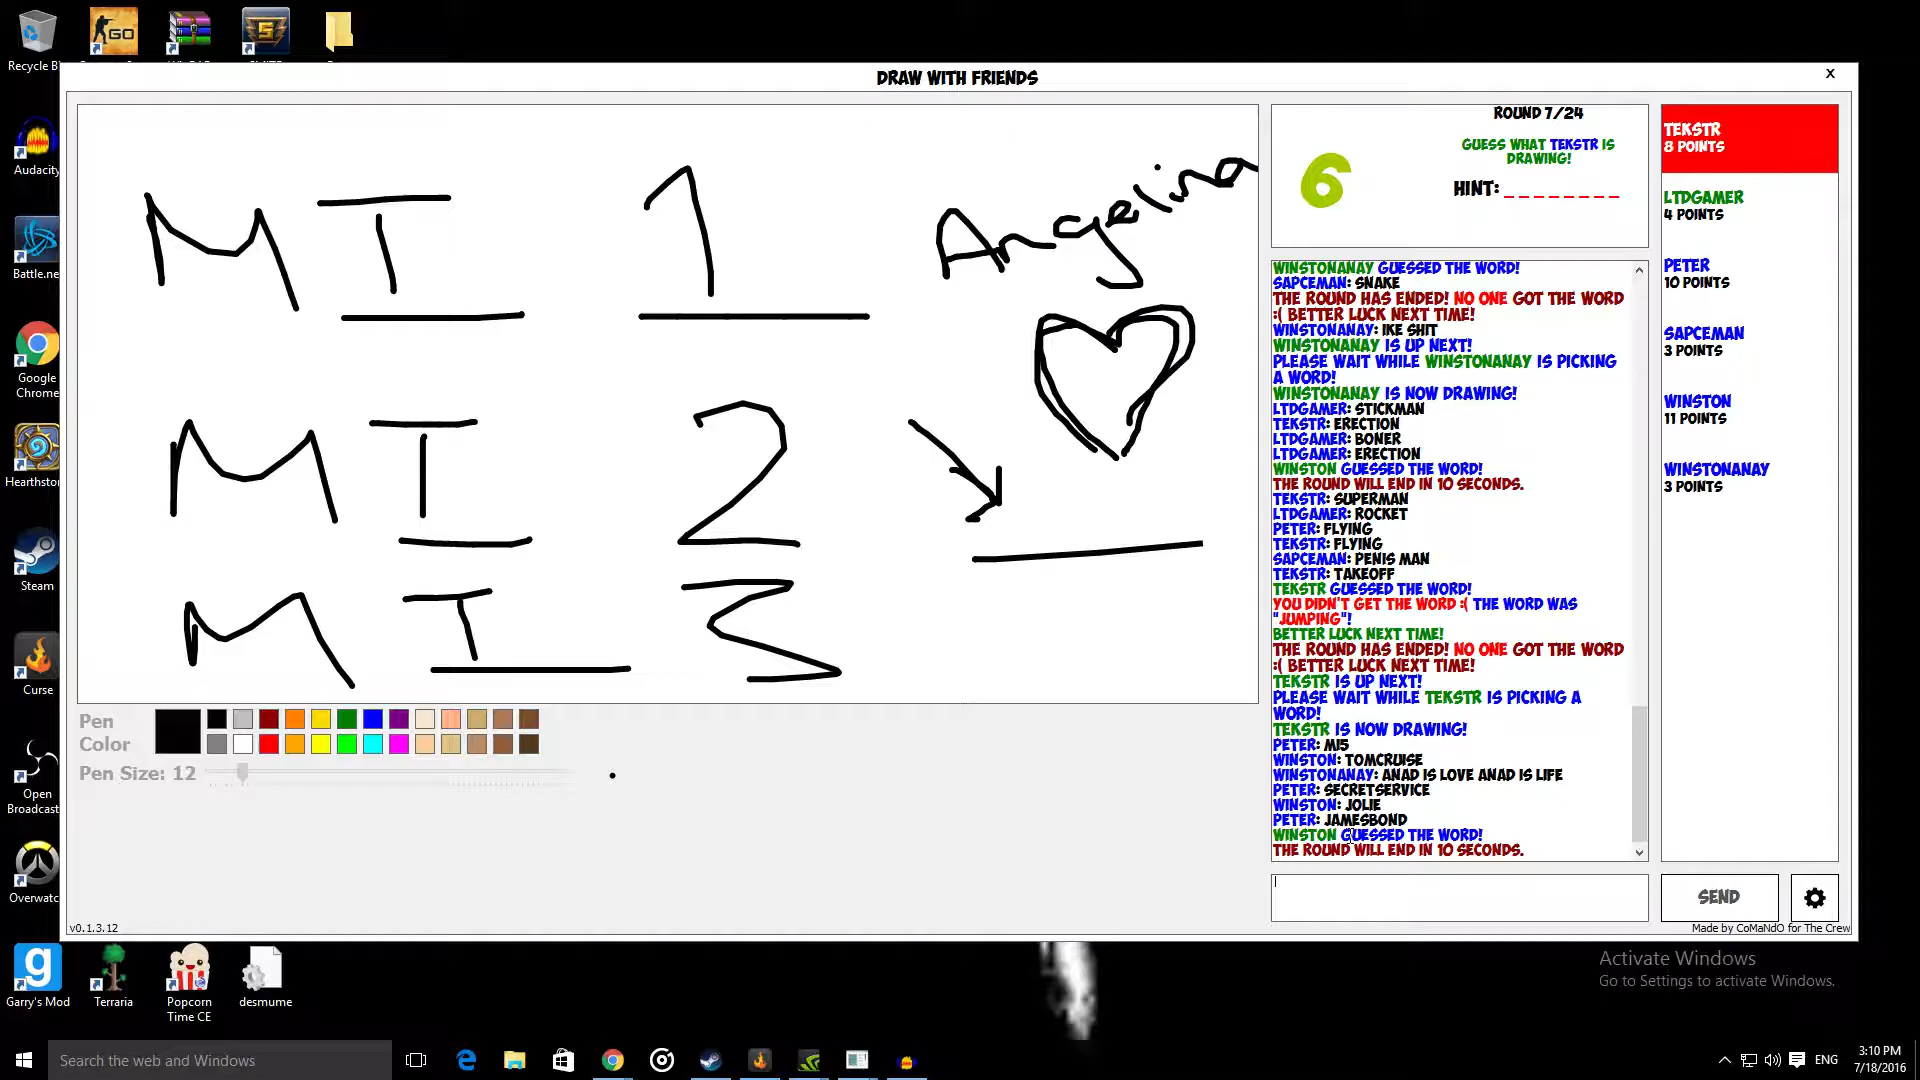 GO
Recycle B
DRAW WITH FRIENDS
X
Audacity
Battle.ne
Google
Chrome
Hearthsto
Steam
Curse
Open
Broadcast
Overwatc
MI 1 Angelina
MI 2
MI 3
6
ROUND 7/24
GUESS WHAT TEKSTR IS
DRAWING!
HINT: _ _ _ _ _ _ _ _ _
TEKSTR
8 POINTS
LTDGAMER
4 POINTS
PETER
10 POINTS
SAPCEMAN
3 POINTS
WINSTON
11 POINTS
WINSTONANAY
3 POINTS
WINSTONANAY GUESSED THE WORD!
SAPCEMAN: SNAKE
THE ROUND HAS ENDED! NO ONE GOT THE WORD
:( BETTER LUCK NEXT TIME!
WINSTONANAY: IKE SHIT
WINSTONANAY IS UP NEXT!
PLEASE WAIT WHILE WINSTONANAY IS PICKING
A WORD!
WINSTONANAY IS NOW DRAWING!
LTDGAMER: STICKMAN
TEKSTR: ERECTION
LTDGAMER: BONER
LTDGAMER: ERECTION
WINSTON GUESSED THE WORD!
THE ROUND WILL END IN 10 SECONDS.
TEKSTR: SUPERMAN
LTDGAMER: ROCKET
PETER: FLYING
TEKSTR: FLYING
SAPCEMAN: PENIS MAN
TEKSTR: TAKEOFF
TEKSTR GUESSED THE WORD!
YOU DIDN'T GET THE WORD :( THE WORD WAS
"JUMPING"!
BETTER LUCK NEXT TIME!
THE ROUND HAS ENDED! NO ONE GOT THE WORD
:( BETTER LUCK NEXT TIME!
TEKSTR IS UP NEXT!
PLEASE WAIT WHILE TEKSTR IS PICKING A
WORD!
TEKSTR IS NOW DRAWING!
PETER: MI5
WINSTON: TOMCRUISE
WINSTONANAY: ANAD IS LOVE ANAD IS LIFE
PETER: SECRETSERVICE
WINSTON: JOLIE
PETER: JAMESBOND
WINSTON GUESSED THE WORD!
THE ROUND WILL END IN 10 SECONDS.
Pen
Color
Pen Size: 12
SEND
v0.1.3.12
Made by CoMaNdO for The Crew
Garry's Mod
Terraria
Popcorn
Time CE
desmume
Activate Windows
Go to Settings to activate Windows.
Search the web and Windows
ENG
3:10 PM
7/18/2016